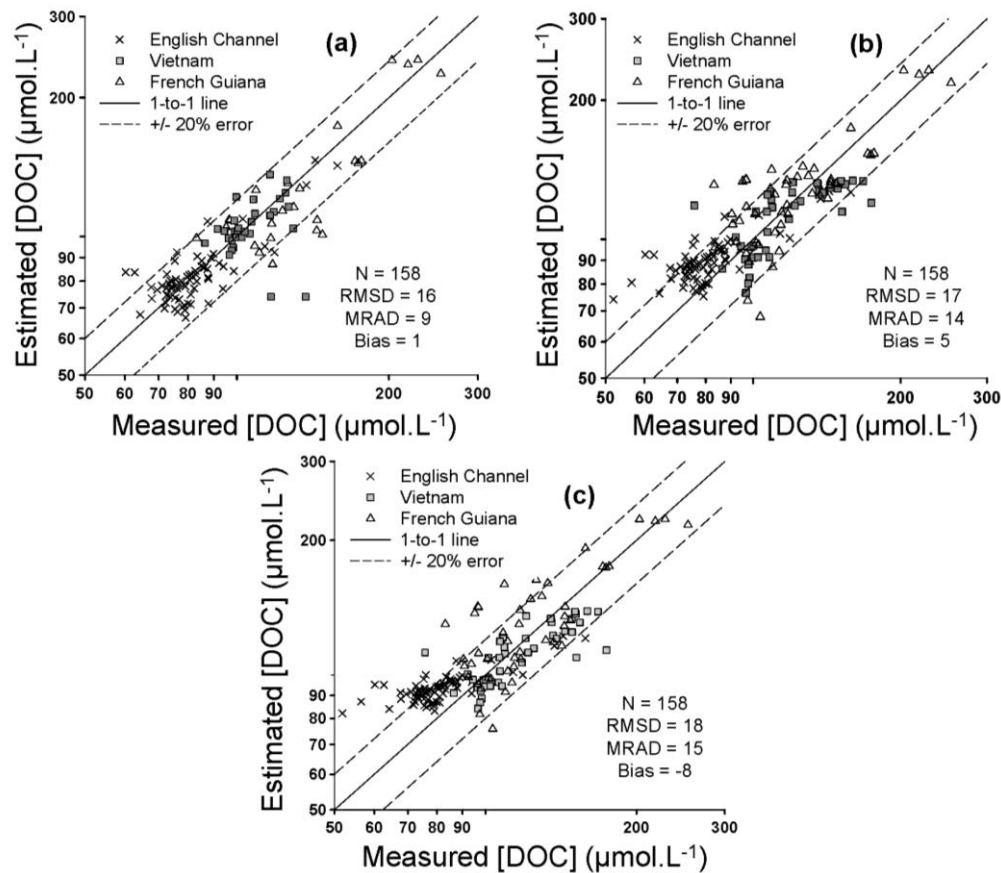 300
200
100
90
80
70
60
50
Estimated [DOC] (µmol.L-1)
English Channel
Vietnam
French Guiana
1-to-1 line
+/- 20% error
(a)
N = 158
RMSD = 16
MRAD = 9
Bias = 1
50 60 70 80 90 200 300
Measured [DOC] (µmol.L-1)
300
200
100
90
80
70
60
50
Estimated [DOC] (µmol.L-1)
English Channel
Vietnam
French Guiana
1-to-1 line
+/- 20% error
(b)
N = 158
RMSD = 17
MRAD = 14
Bias = 5
50 60 70 80 90 200 300
Measured [DOC] (µmol.L-1)
300
200
90
80
70
60
50
Estimated [DOC] (µmol.L-1)
English Channel
Vietnam
French Guiana
1-to-1 line
+/- 20% error
(c)
N = 158
RMSD = 18
MRAD = 15
Bias = -8
50 60 70 80 90 200 300
Measured [DOC] (µmol.L-1)